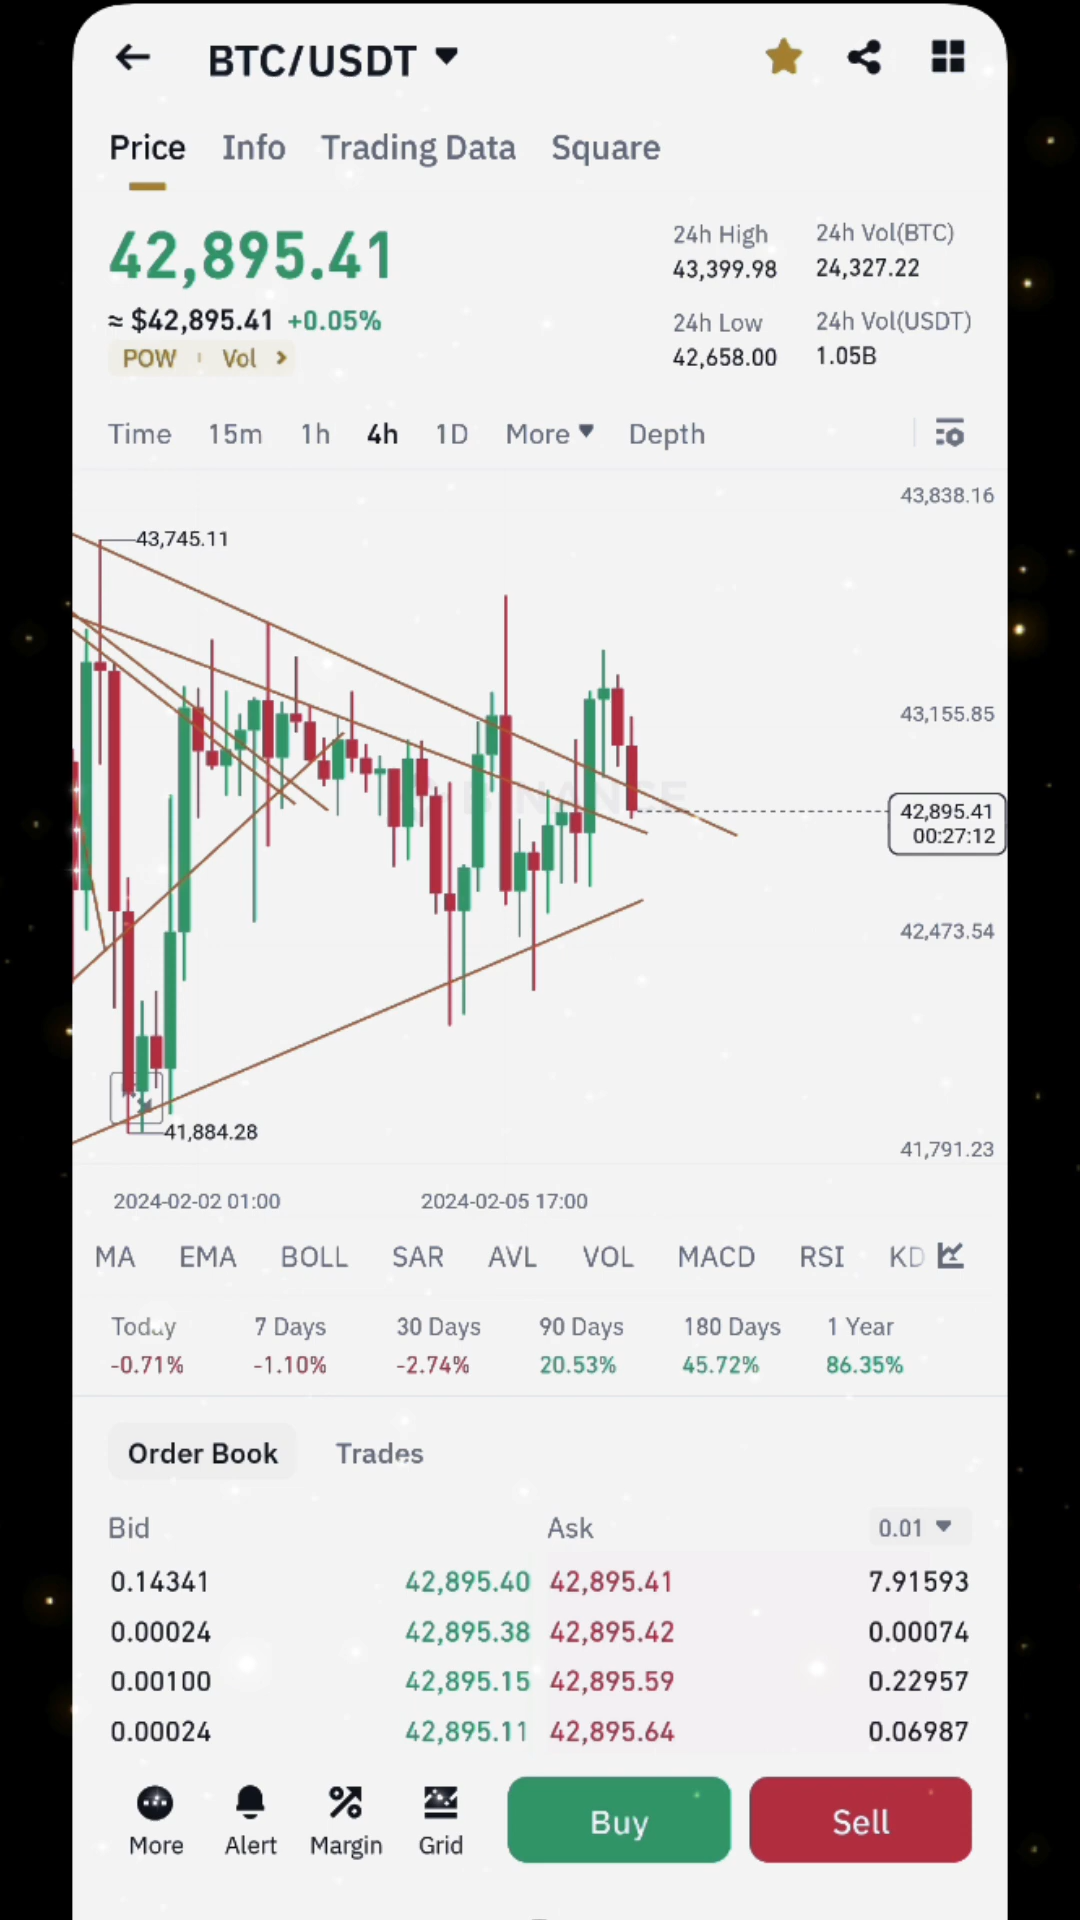 BTC/USDT
Price Info Trading Data Square
42,895.41
≈ $42,895.41 +0.05%
POW Vol
24h High 24h Vol(BTC)
43,399.98 24,327.22
24h Low 24h Vol(USDT)
42,658.00 1.05B
Time 15m 1h 4h 1D More Depth
43,838.16
43,745.11
43,155.85
BINANCE
42,895.41
00:27:12
42,473.54
41,884.28
41,791.23
2024-02-02 01:00 2024-02-05 17:00
MA EMA BOLL SAR AVL VOL MACD RSI KD
Today 7 Days 30 Days 90 Days 180 Days 1 Year
-0.71% -1.10% -2.74% 20.53% 45.72% 86.35%
Order Book Trades
Bid Ask 0.01
0.14341 42,895.40 42,895.41 7.91593
0.00024 42,895.38 42,895.42 0.00074
0.00100 42,895.15 42,895.59 0.22957
0.00024 42,895.11 42,895.64 0.06987
More Alert Margin Grid Buy Sell